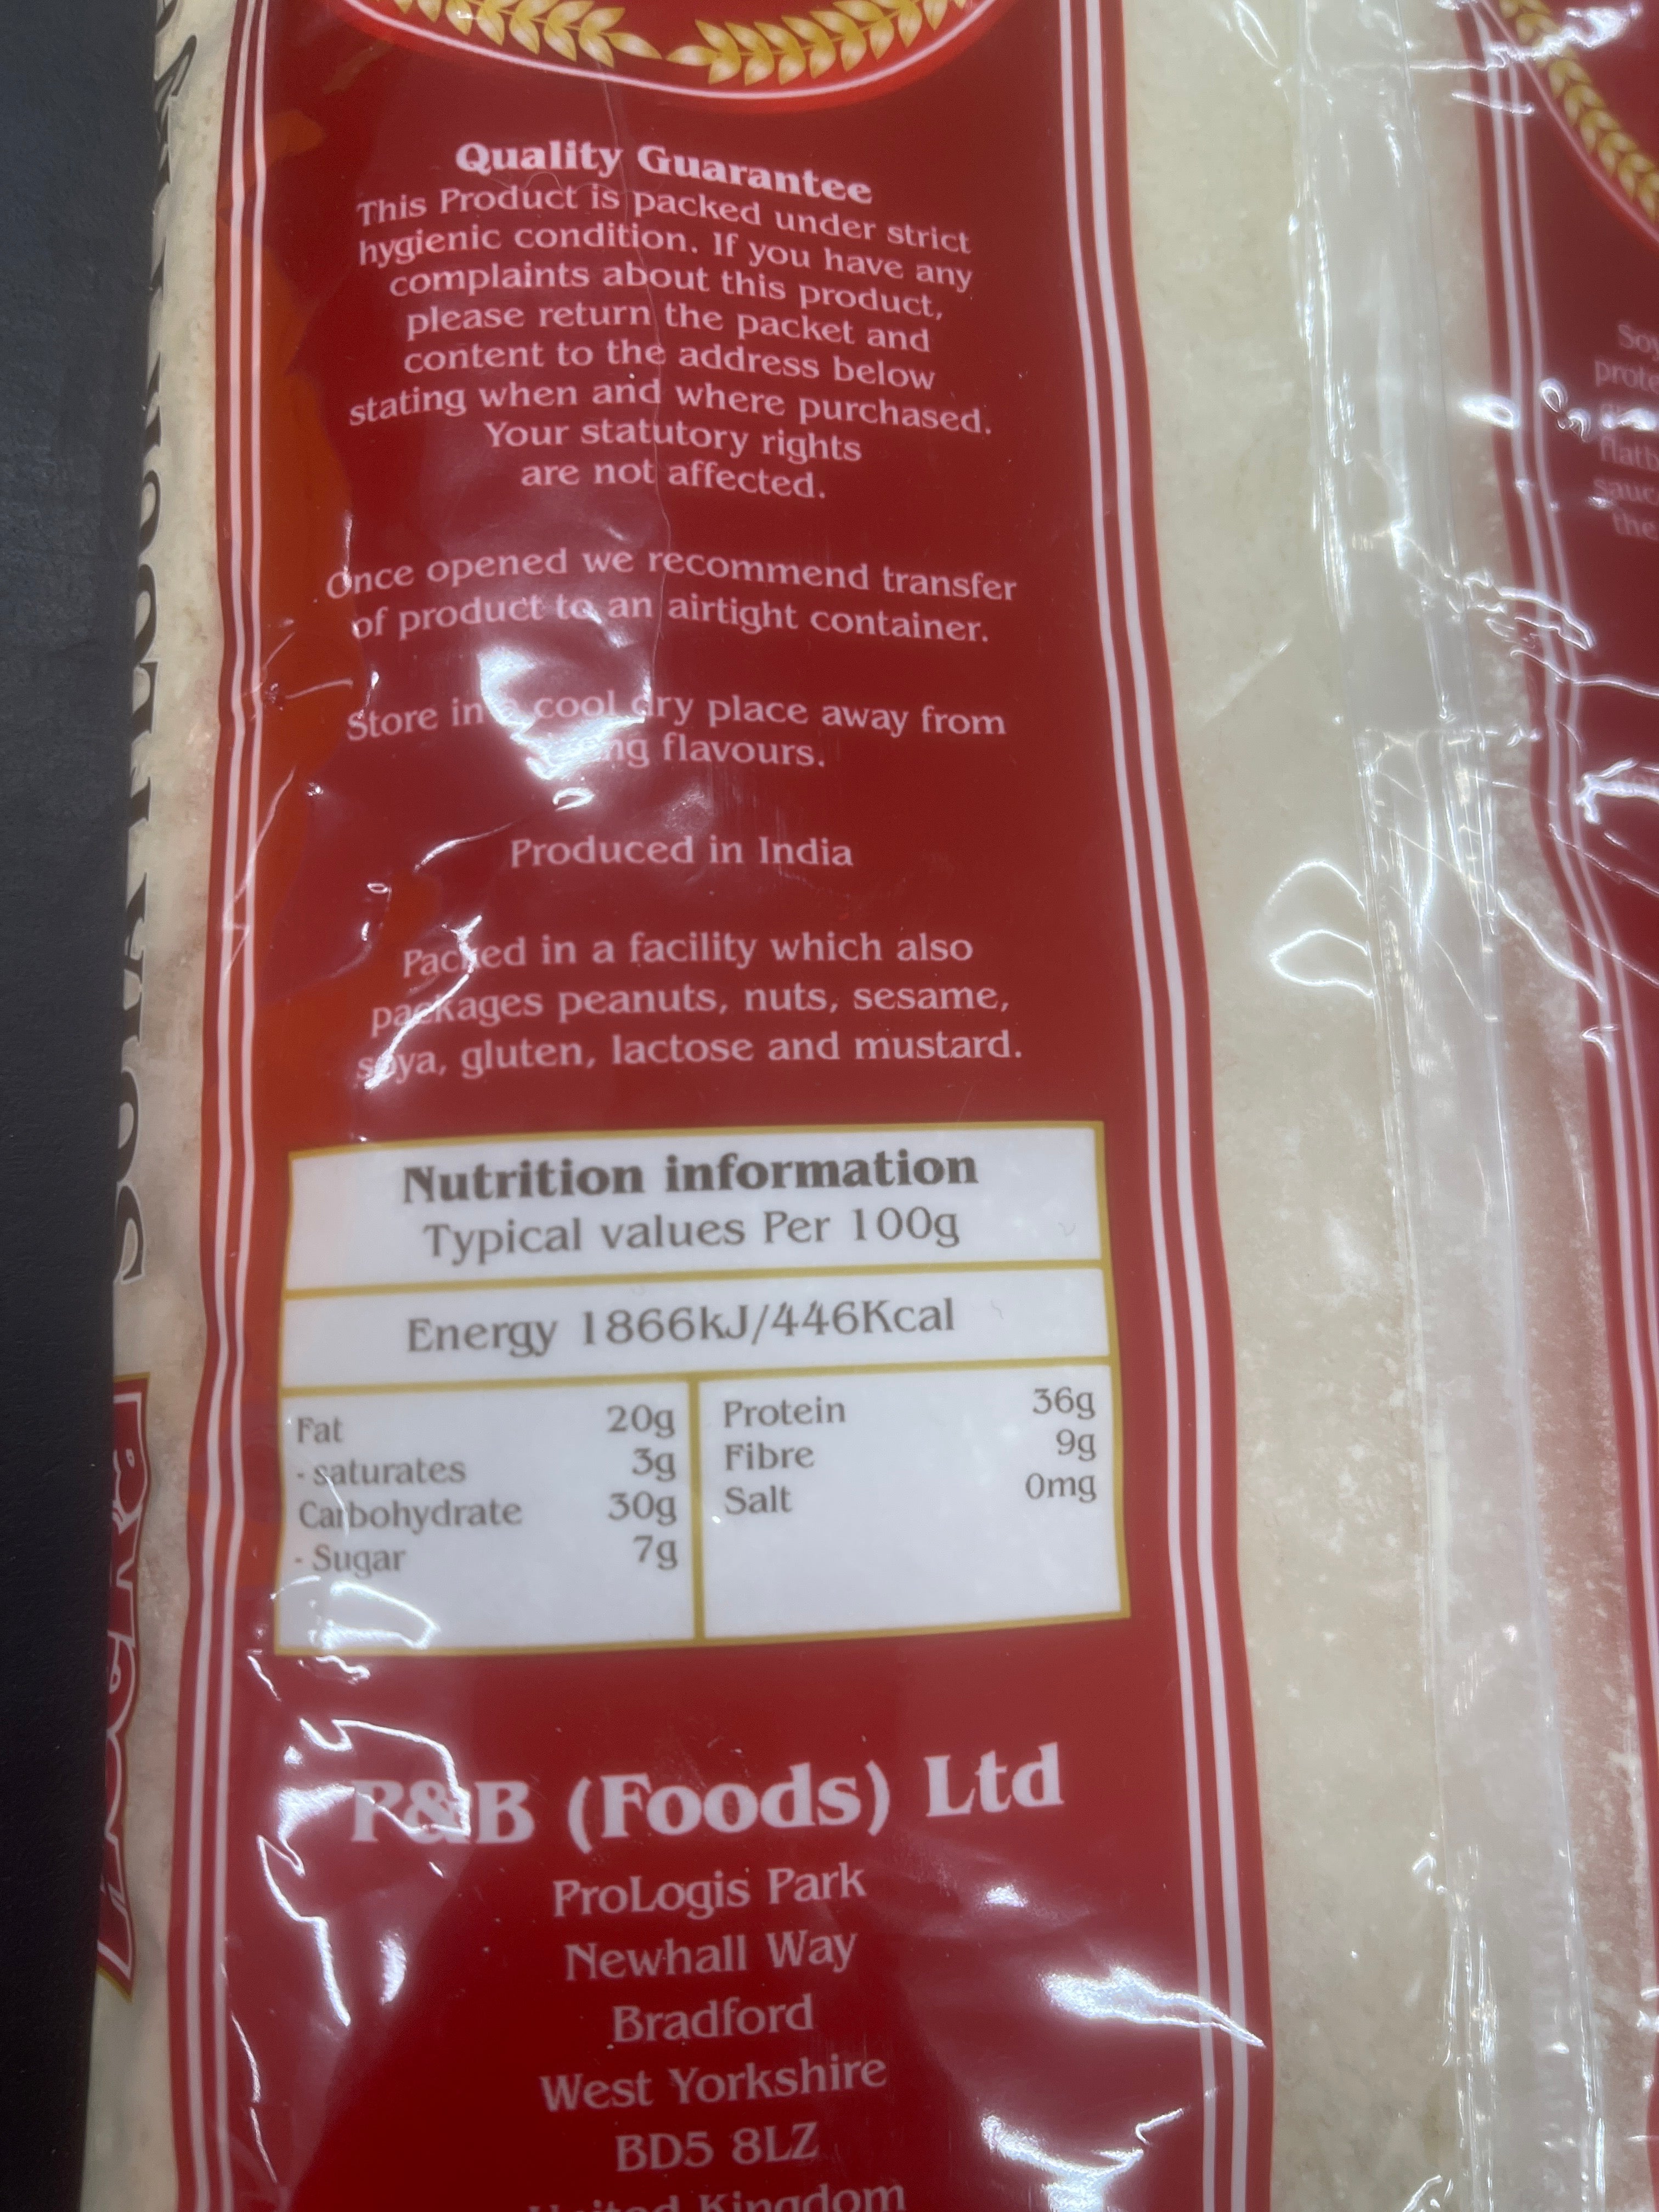 Quality Guarantee
This Product is packed under strict
hygienic condition. If you have any
complaints about this product,
please return the packet and
content to the address below
stating when and where purchased.
Your statutory rights
are not affected.
Once opened we recommend transfer
of product to an airtight container.
Store in a cool dry place away from
flavours.
Produced in India
Packed in a facility which also
packages peanuts, nuts, sesame,
soya, gluten, lactose and mustard.
Nutrition information
Typical values Per 100g
Energy 1866kJ/446Kcal
Fat 20g
- saturates 3g
Carbohydrate 30g
- Sugar 7g
Protein 36g
Fibre 9g
Salt 0mg
P&B (Foods) Ltd
ProLogis Park
Newhall Way
Bradford
West Yorkshire
BD5 8LZ
United Kingdom
the